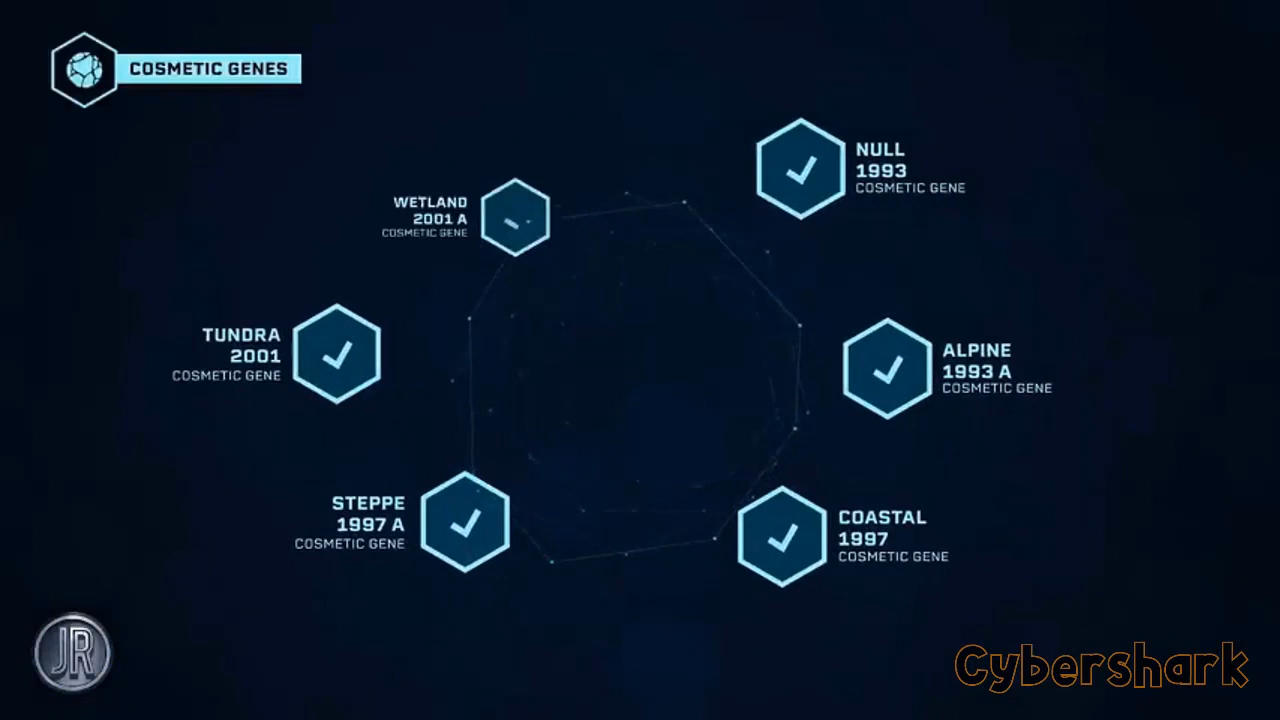 COSMETIC GENES
NULL
1993
COSMETIC GENE
WETLAND
2001 A
COSMETIC GENE
TUNDRA
2001
COSMETIC GENE
ALPINE
1993 A
COSMETIC GENE
STEPPE
1997 A
COSMETIC GENE
COASTAL
1997
COSMETIC GENE
JR
Cybershark